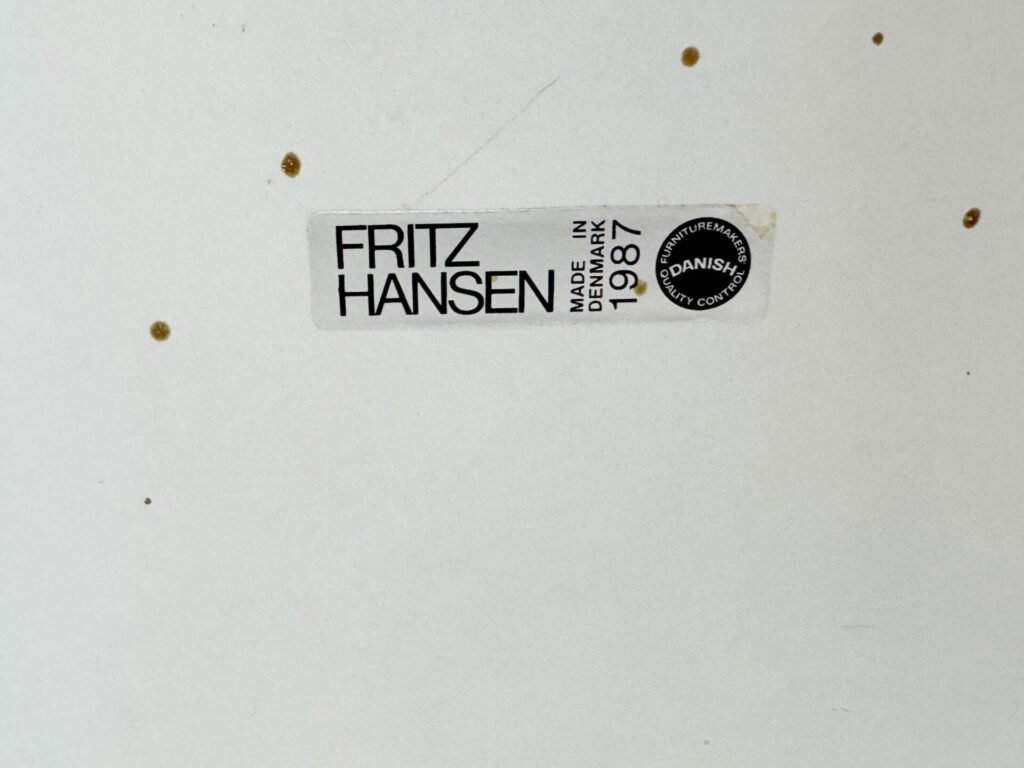 FRITZ
HANSEN
MADE IN
DENMARK
1987
FURNITUREMAKERS'
DANISH
QUALITY CONTROL